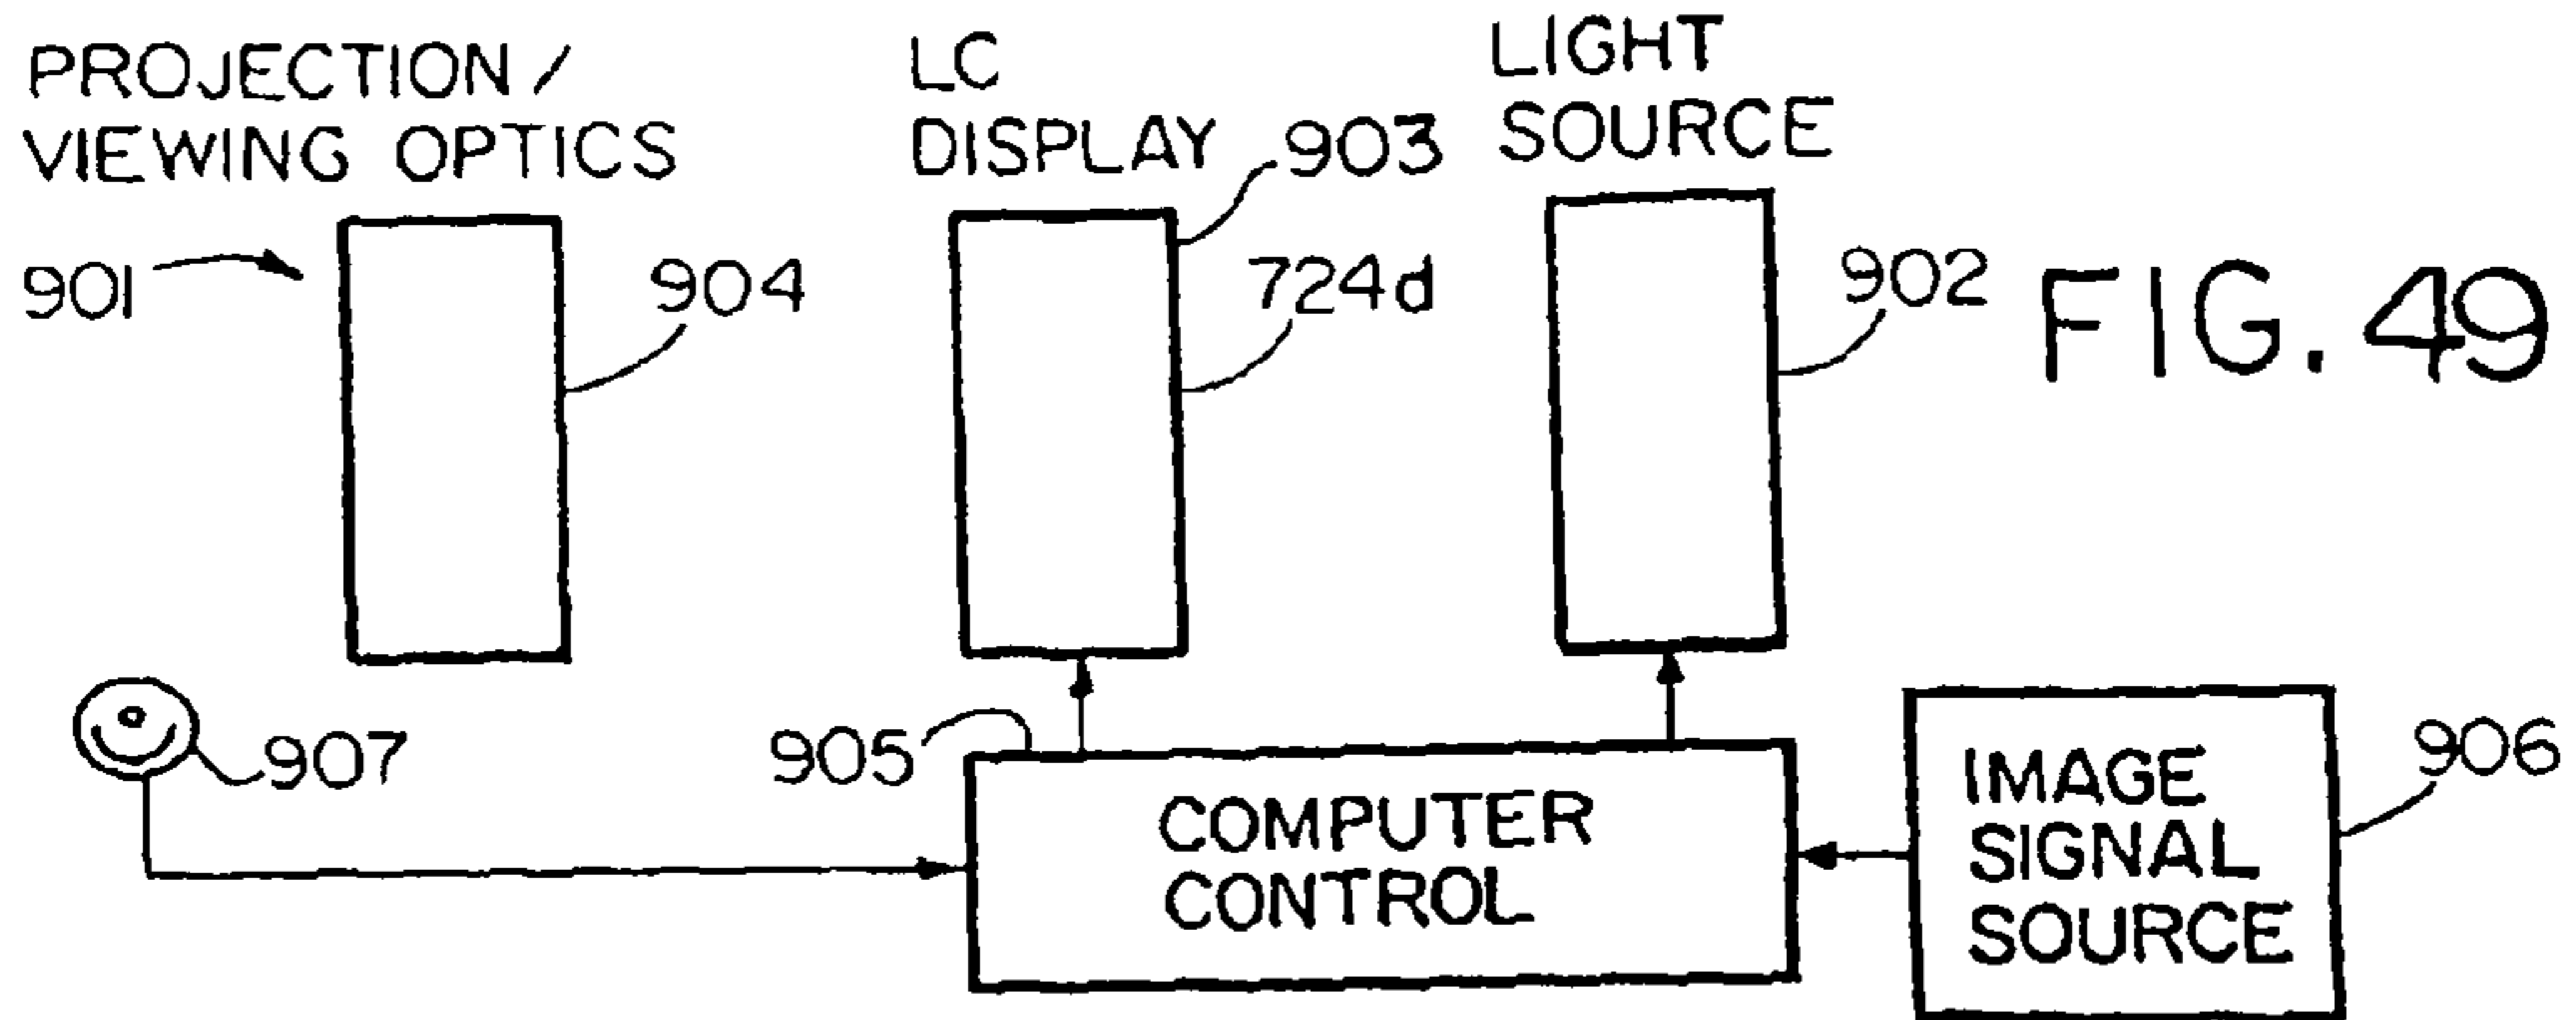 PROJECTION/
VIEWING OPTICS
LC
DISPLAY
LIGHT
SOURCE
903
901
904
724d
902
FIG. 49
907
905
COMPUTER
CONTROL
IMAGE
SIGNAL
SOURCE
906